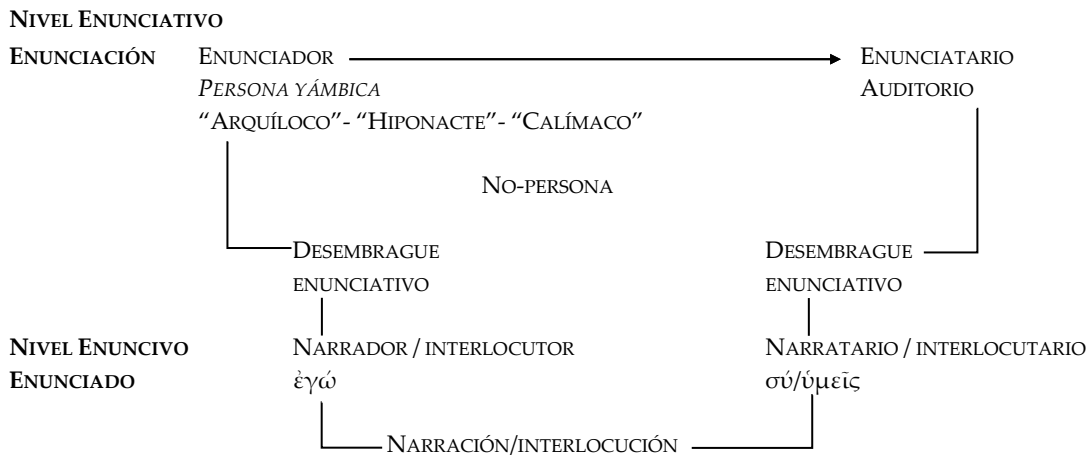 NIVEL ENUNCIATIVO
ENUNCIACIÓN ENUNCIADOR ENUNCIATARIO
PERSONA YÁMBICA AUDITORIO
“ARQUÍLOCO”- “HIPONACTE”- “CALÍMACO”
NO-PERSONA
DESEMBRAGUE DESEMBRAGUE
ENUNCIATIVO ENUNCIATIVO
NIVEL ENUNCIVO NARRADOR / INTERLOCUTOR NARRATARIO / INTERLOCUTARIO
ENUNCIADO ἐγώ σύ/ὑμεῖς
NARRACIÓN/INTERLOCUCIÓN